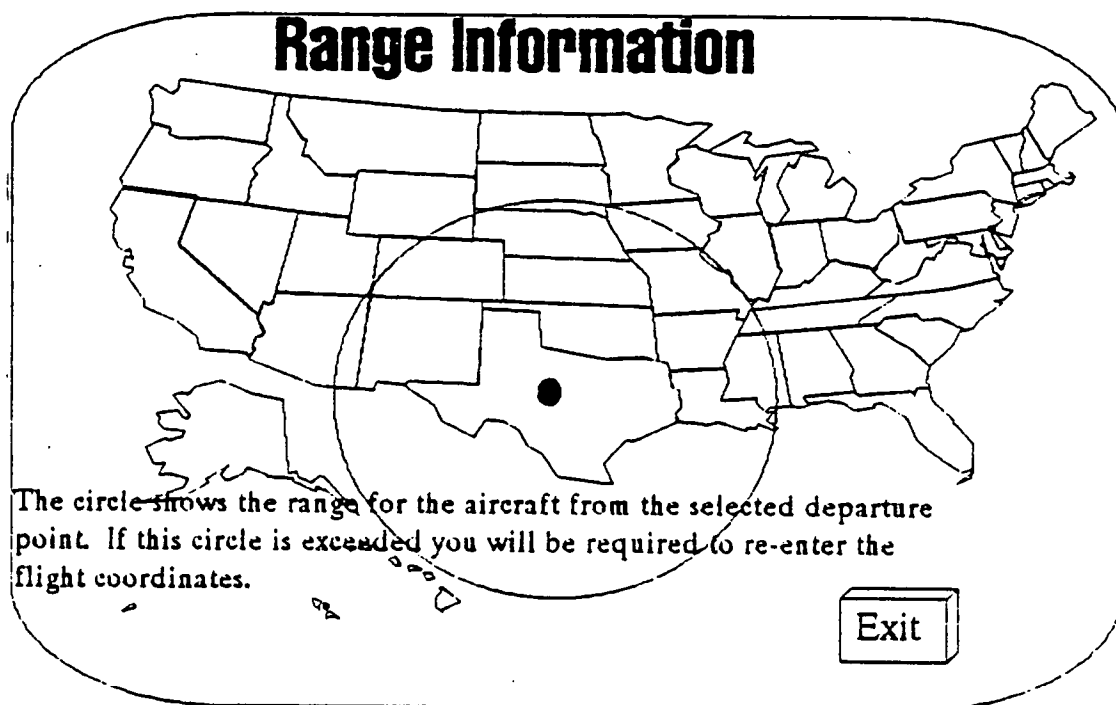 Range Information
The circle shows the range for the aircraft from the selected departure
point. If this circle is exceeded you will be required to re-enter the
flight coordinates.
Exit